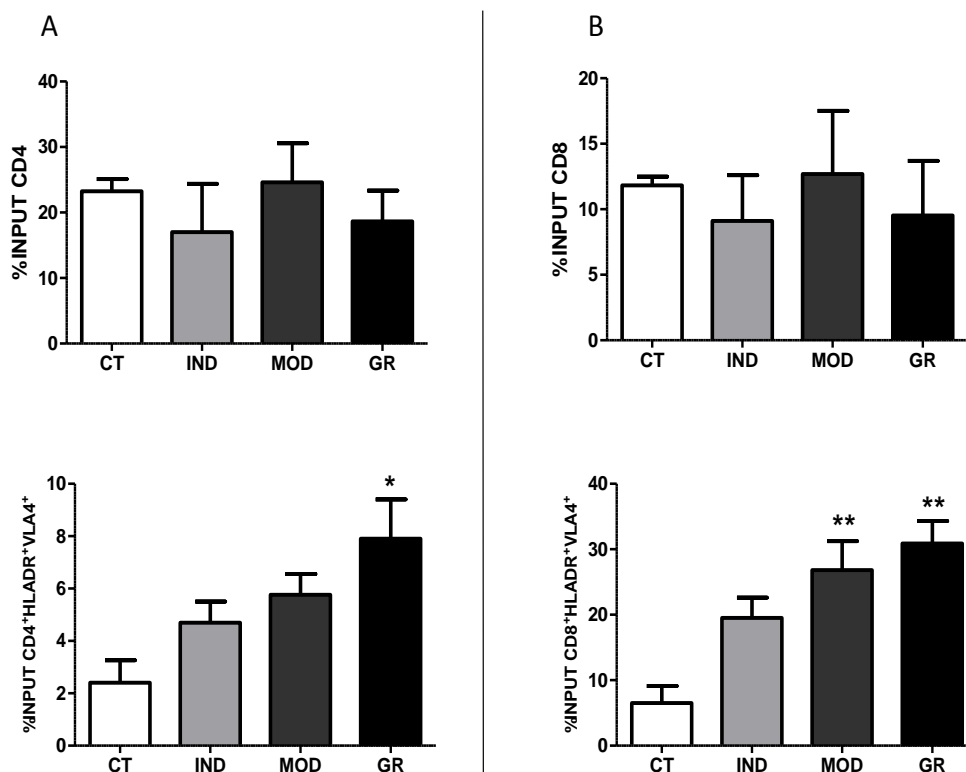 A
B
%INPUT CD4
40
30
20
10
0
CT IND MOD GR
%INPUT CD8
20
15
10
5
0
CT IND MOD GR
%INPUT CD4⁺HLADR⁺VLA4⁺
10
8
6
4
2
0
*
CT IND MOD GR
%INPUT CD8⁺HLADR⁺VLA4⁺
40
30
20
10
0
** **
CT IND MOD GR